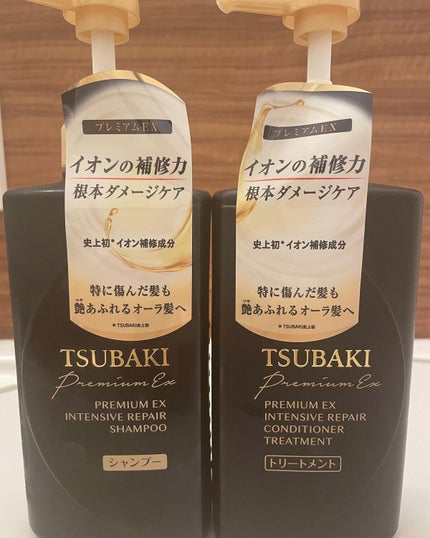 プレミアムEX
イオンの補修力
根本ダメージケア
史上初*イオン補修成分
特に傷んだ髪も
艶あふれるオーラ髪へ
つや
＊TSUBAKI史上初
TSUBAKI
Premium Ex
PREMIUM EX
INTENSIVE REPAIR
SHAMPOO
シャンプー
プレミアムEX
イオンの補修力
根本ダメージケア
史上初*イオン補修成分
特に傷んだ髪も
艶あふれるオーラ髪へ
つや
＊TSUBAKI史上初
TSUBAKI
Premium Ex
PREMIUM EX
INTENSIVE REPAIR
CONDITIONER
TREATMENT
トリートメント